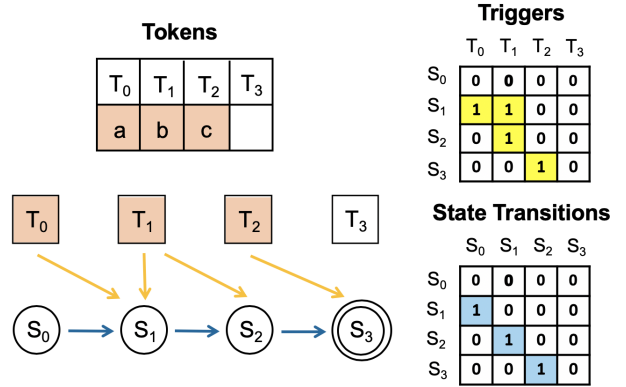 Tokens
T0 T1 T2 T3
a b c
T0 T1 T2 T3
S0 S1 S2 S3
Triggers
T0 T1 T2 T3
S0 0 0 0 0
S1 1 1 0 0
S2 0 1 0 0
S3 0 0 1 0
State Transitions
S0 S1 S2 S3
S0 0 0 0 0
S1 1 0 0 0
S2 0 1 0 0
S3 0 0 1 0